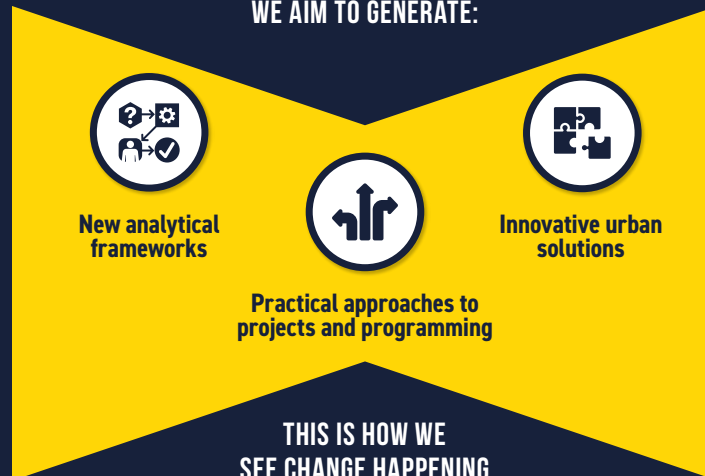 WE AIM TO GENERATE:
?
New analytical
frameworks
Innovative urban
solutions
Practical approaches to
projects and programming
THIS IS HOW WE
SEE CHANGE HAPPENING